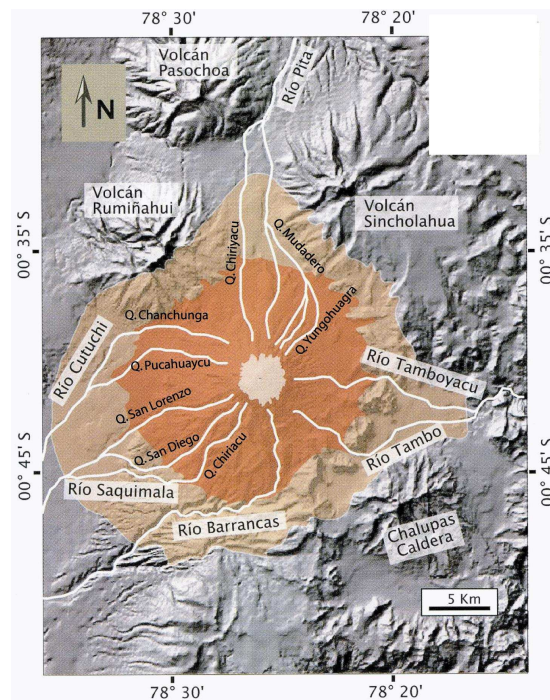 78° 30'
78° 20'
Volcán
Pasochoa
Río Pita
N
Volcán
Rumiñahui
Volcán
Sincholahua
00° 35' S
00° 35' S
Q. Chiriyacu
Q. Mudadero
Q. Yungohuagra
Q. Chanchunga
Río Cutuchi
Q. Pucahuaycu
Río Tamboyacu
Q. San Lorenzo
Q. San Diego
Q. Chiriacu
Río Tambo
00° 45' S
00° 45' S
Río Saquimala
Río Barrancas
Chalupas
Caldera
5 Km
78° 30'
78° 20'